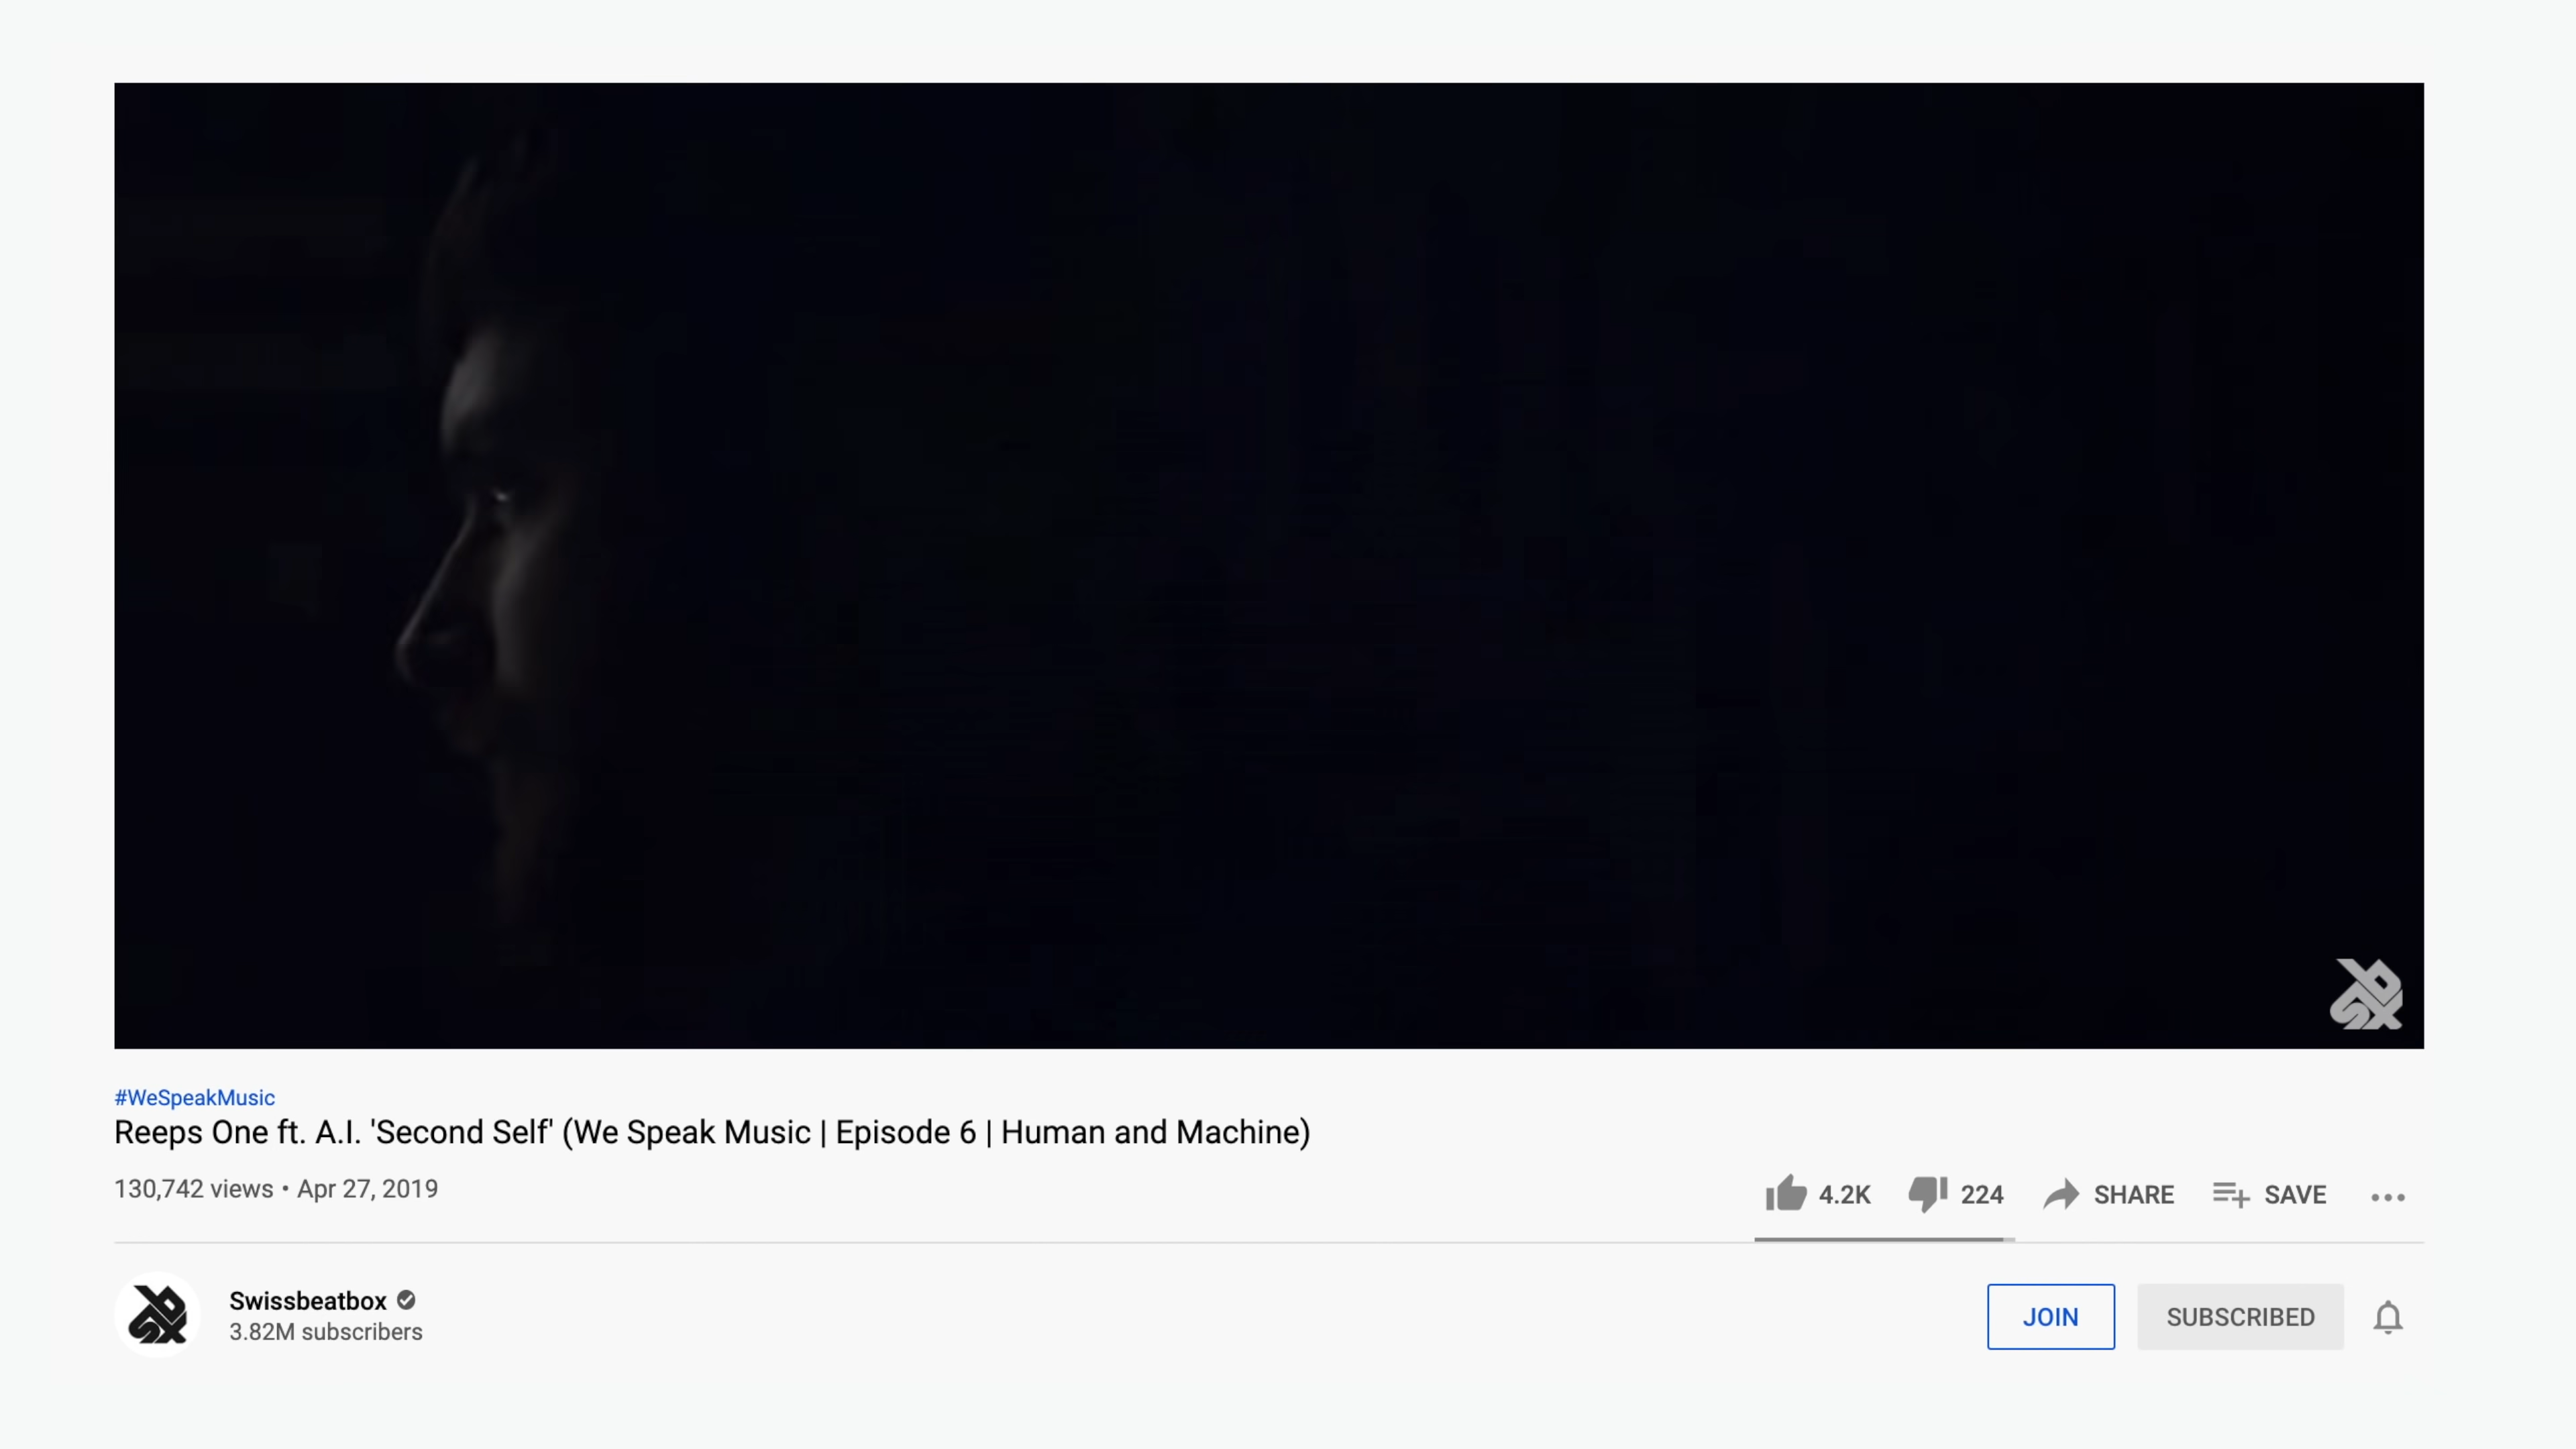 #WeSpeakMusic
Reeps One ft. A.I. 'Second Self' (We Speak Music | Episode 6 | Human and Machine)
130,742 views • Apr 27, 2019
4.2K 224 SHARE SAVE
Swissbeatbox
3.82M subscribers
JOIN SUBSCRIBED